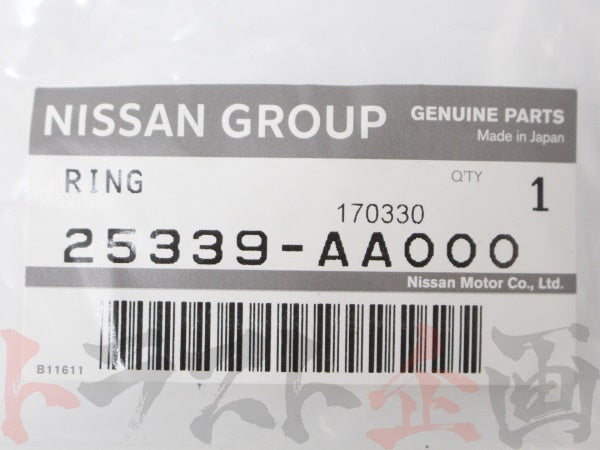 NISSAN GROUP GENUINE PARTS
Made in Japan
RING Q'TY 1
170330
25339-AA000
Nissan Motor Co., Ltd.
B11611
トラスト企画